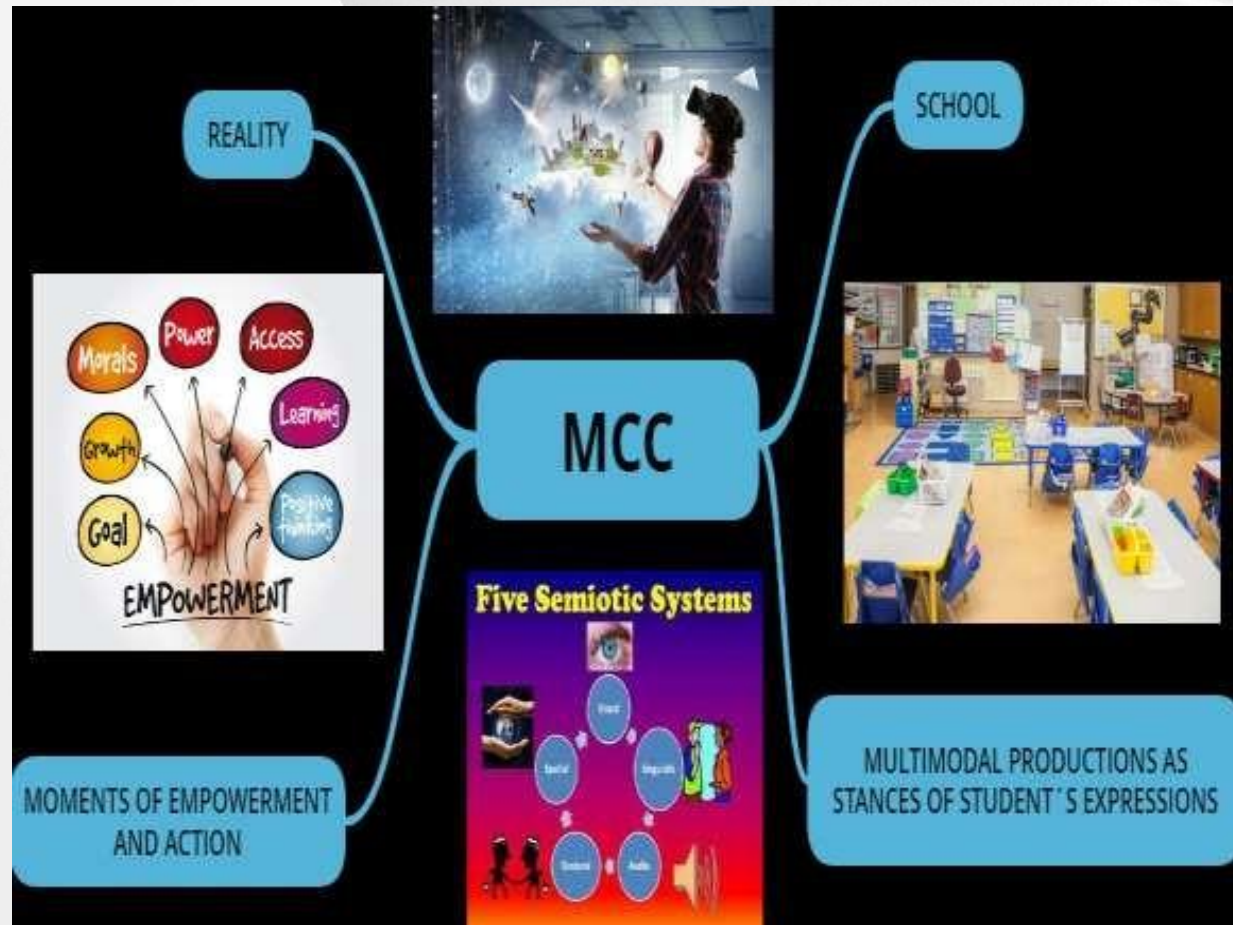 REALITY
SCHOOL
Morals
Power
Access
Learning
Growth
Goal
Positive
thinking
EMPOWERMENT
MCC
Five Semiotic Systems
Visual
Spatial
Linguistic
Gestural
Audio
MOMENTS OF EMPOWERMENT
AND ACTION
MULTIMODAL PRODUCTIONS AS
STANCES OF STUDENT´S EXPRESSIONS